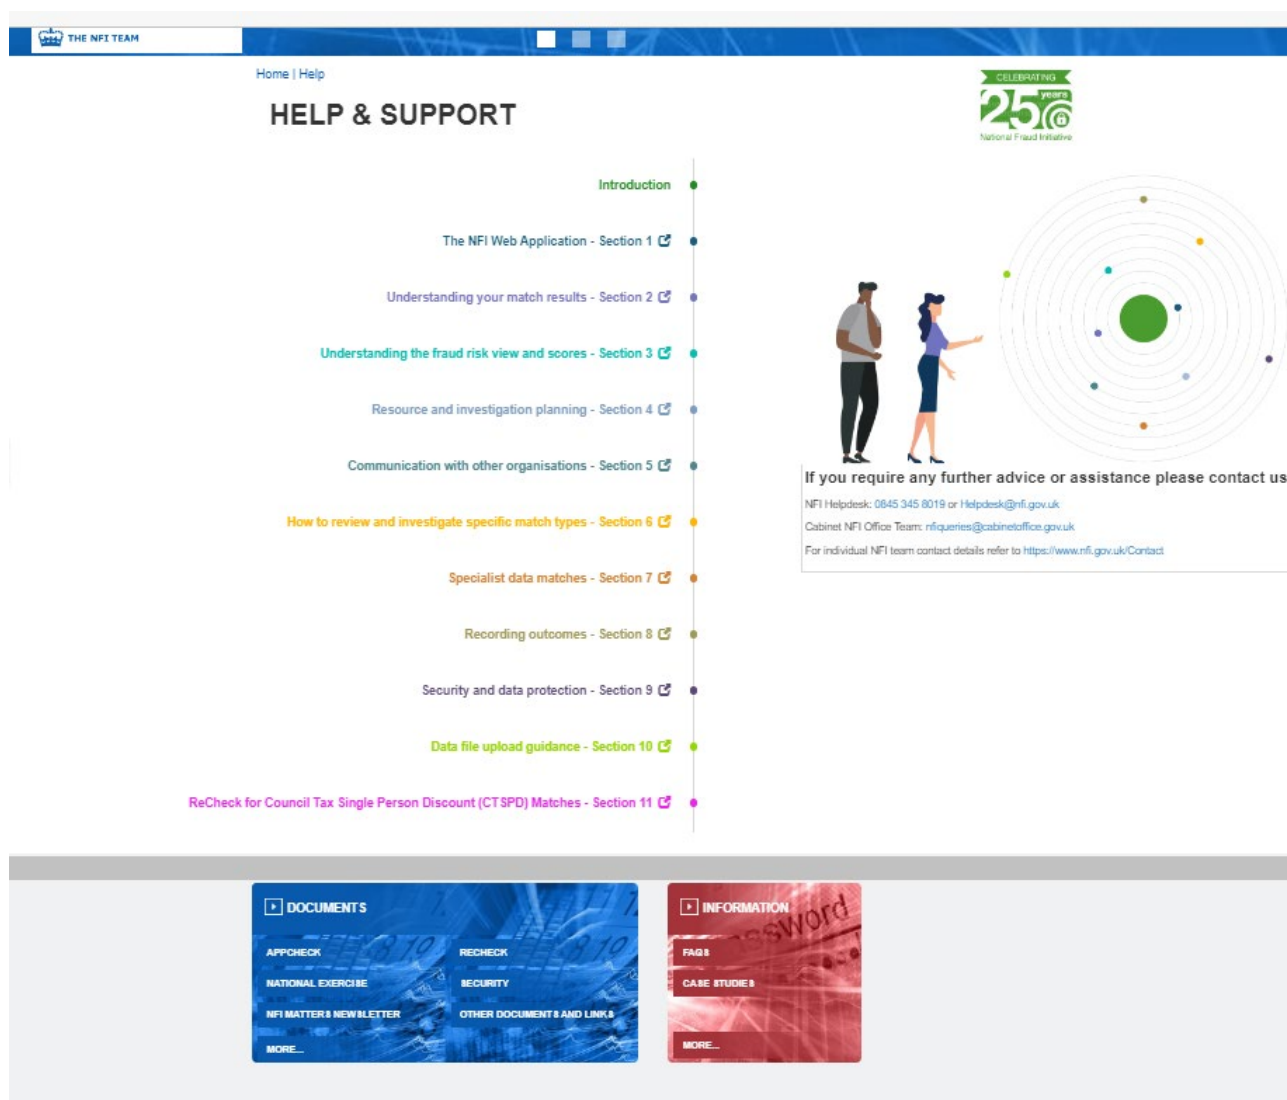 THE NFI TEAM
Home | Help
HELP & SUPPORT
CELEBRATING
25 years
National Fraud Initiative
Introduction
The NFI Web Application - Section 1
Understanding your match results - Section 2
Understanding the fraud risk view and scores - Section 3
Resource and investigation planning - Section 4
Communication with other organisations - Section 5
How to review and investigate specific match types - Section 6
Specialist data matches - Section 7
Recording outcomes - Section 8
Security and data protection - Section 9
Data file upload guidance - Section 10
ReCheck for Council Tax Single Person Discount (CTSPD) Matches - Section 11
If you require any further advice or assistance please contact us
NFI Helpdesk: 0845 345 8019 or Helpdesk@nfi.gov.uk
Cabinet NFI Office Team: nfiqueries@cabinetoffice.gov.uk
For individual NFI team contact details refer to https://www.nfi.gov.uk/Contact
DOCUMENTS
APPCHECK
RECHECK
NATIONAL EXERCISE
SECURITY
NFI MATTERS NEWSLETTER
OTHER DOCUMENTS AND LINKS
MORE...
INFORMATION
password
FAQS
CASE STUDIES
MORE...